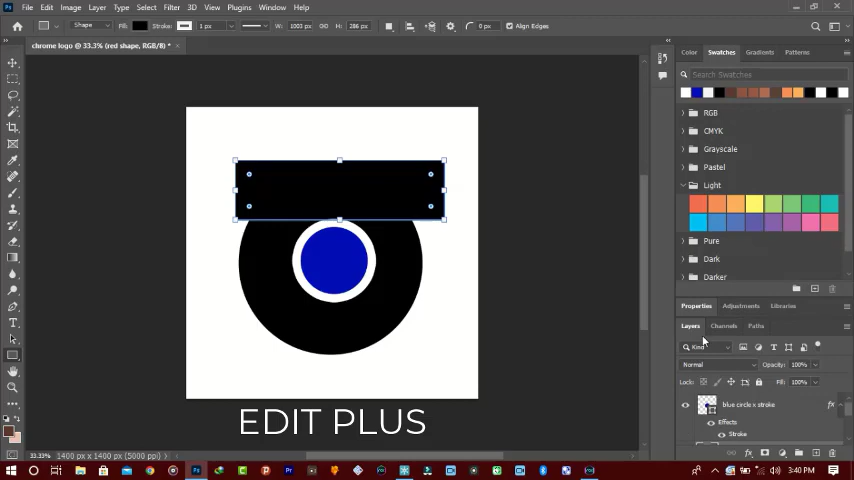 File Edit Image Layer Type Select Filter 3D View Plugins Window Help
Shape Fill: Stroke: 1 px W: 1003 px H: 286 px 0 px Align Edges
chrome logo @ 33.3% (red shape, RGB/8) * ×
Color Swatches Gradients Patterns
Search Swatches
RGB
CMYK
Grayscale
Pastel
Light
Pure
Dark
Darker
Properties Adjustments Libraries
Layers Channels Paths
Kind
Normal Opacity: 100%
Lock: Fill: 100%
blue circle x stroke fx
Effects
Stroke
EDIT PLUS
33.33% 1400 px x 1400 px (5000 ppi)
3:40 PM